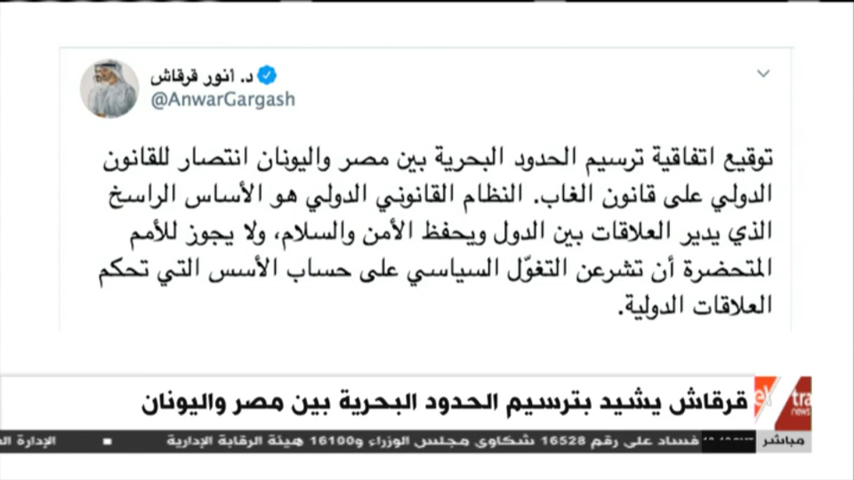 د. أنور قرقاش
@AnwarGargash
توقيع اتفاقية ترسيم الحدود البحرية بين مصر واليونان انتصار للقانون
الدولي على قانون الغاب. النظام القانوني الدولي هو الأساس الراسخ
الذي يدير العلاقات بين الدول ويحفظ الأمن والسلام، ولا يجوز للأمم
المتحضرة أن تشرعن التغوّل السياسي على حساب الأسس التي تحكم
العلاقات الدولية.
قرقاش يشيد بترسيم الحدود البحرية بين مصر واليونان
tra
news
مباشر
فساد على رقم 16528 شكاوى مجلس الوزراء و16100 هيئة الرقابة الإدارية ■ الإدارة